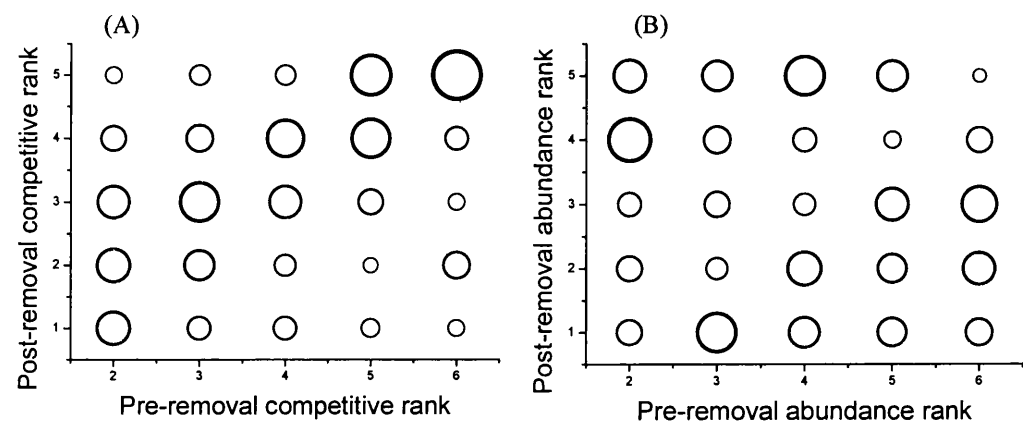 (A)
Post-removal competitive rank
5
4
3
2
1
2 3 4 5 6
Pre-removal competitive rank
(B)
Post-removal abundance rank
5
4
3
2
1
2 3 4 5 6
Pre-removal abundance rank